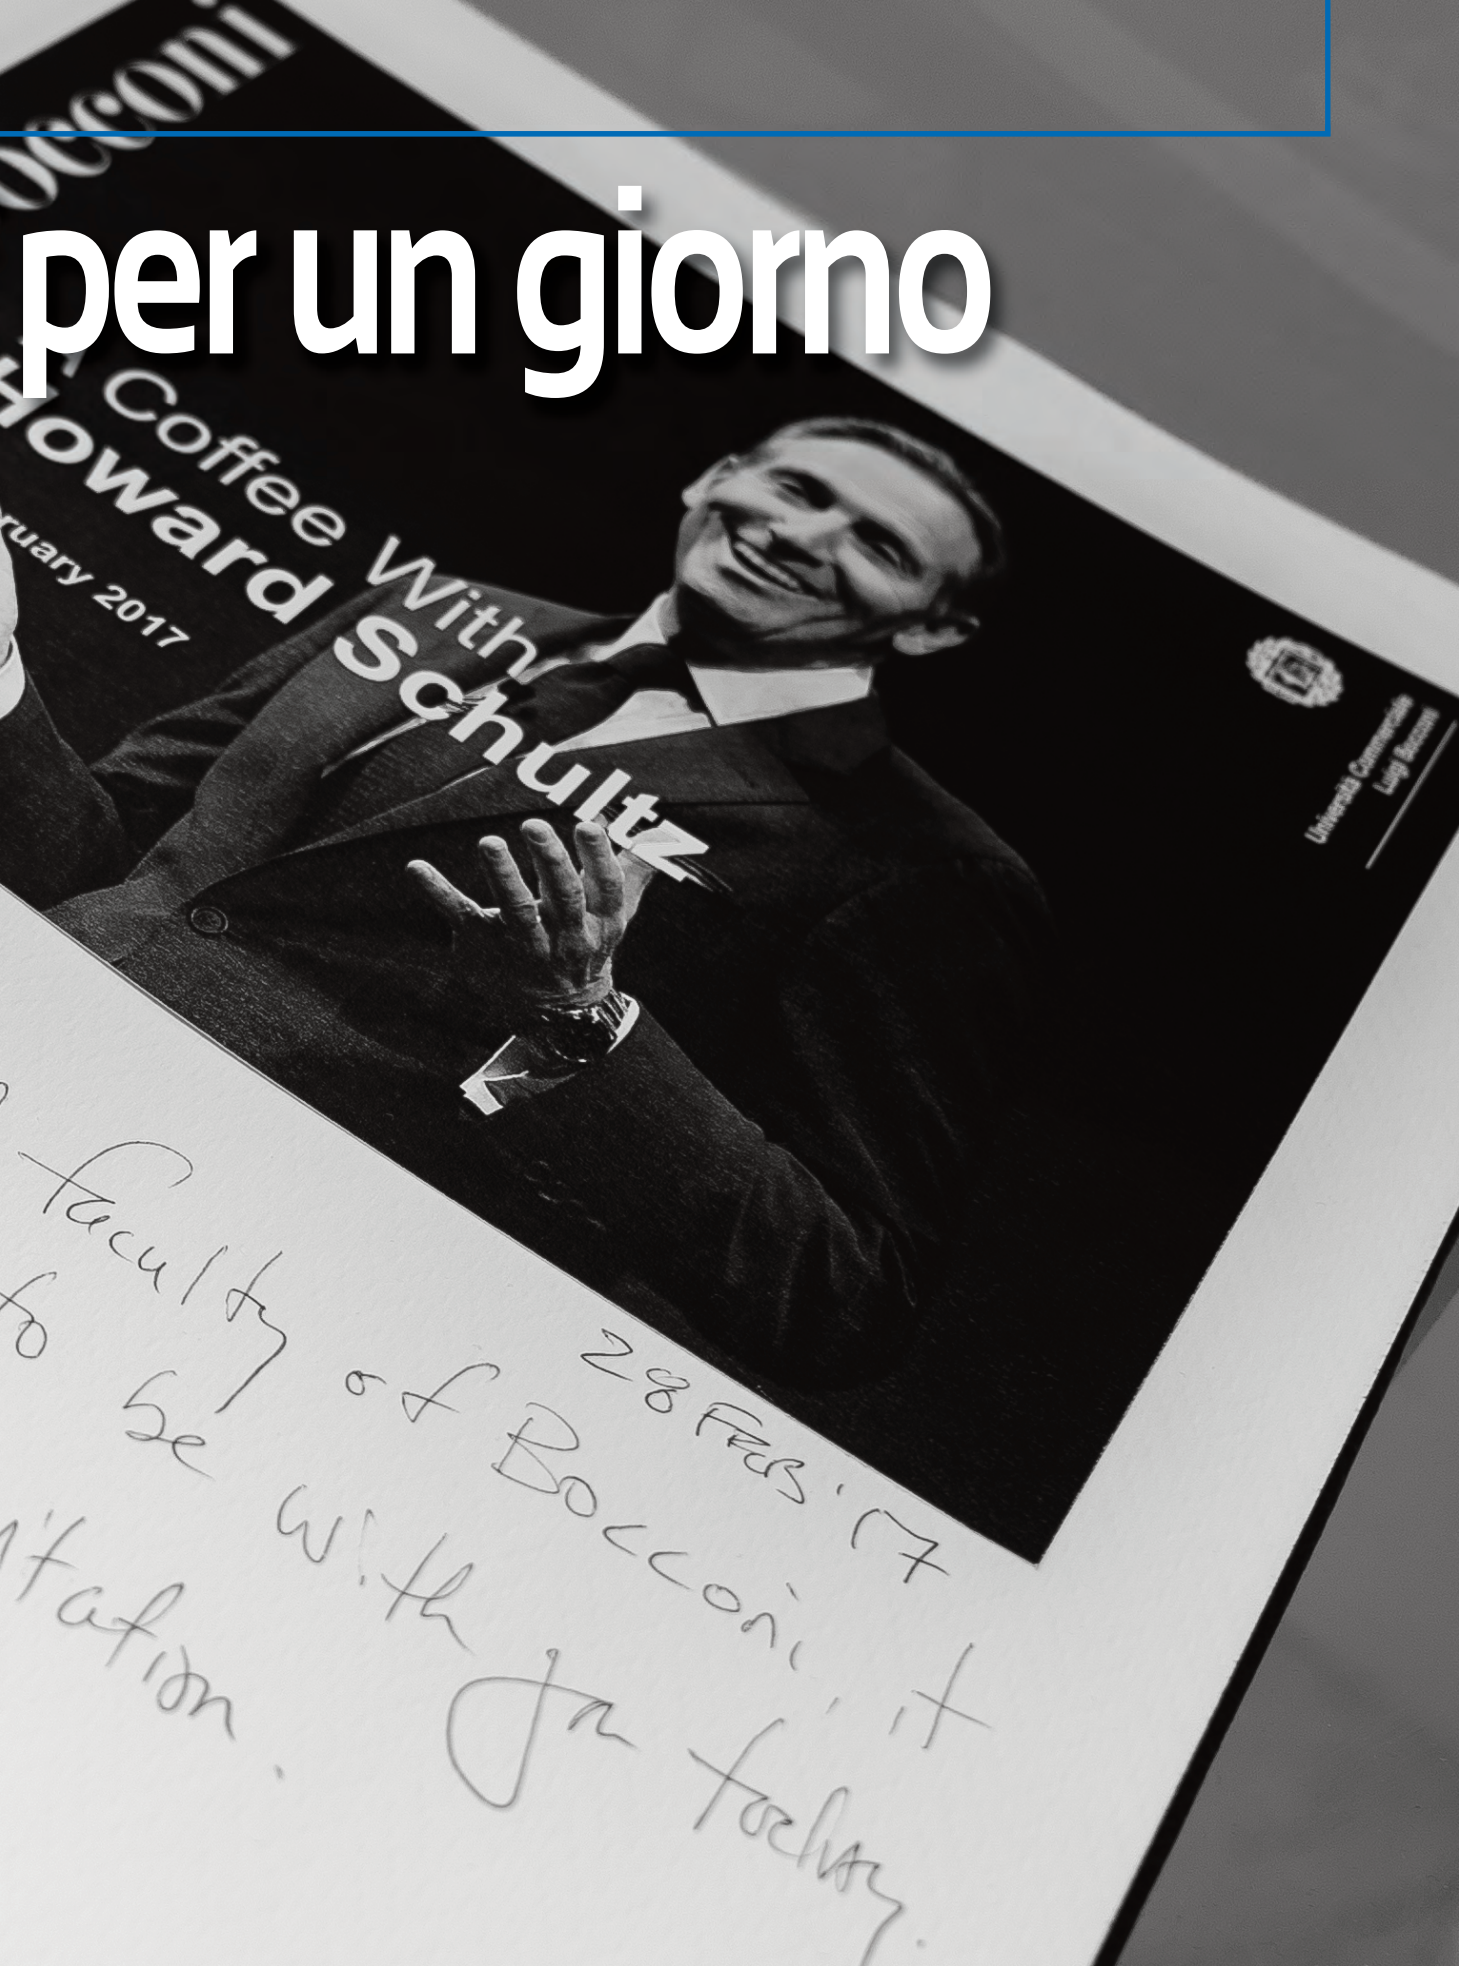 occoni
per un giorno
A Coffee With
Howard Schultz
ruary 2017
Università Commerciale
Luigi Bocconi
28 FEB '17
faculty of Bocconi, it
to be with you today.
itation.